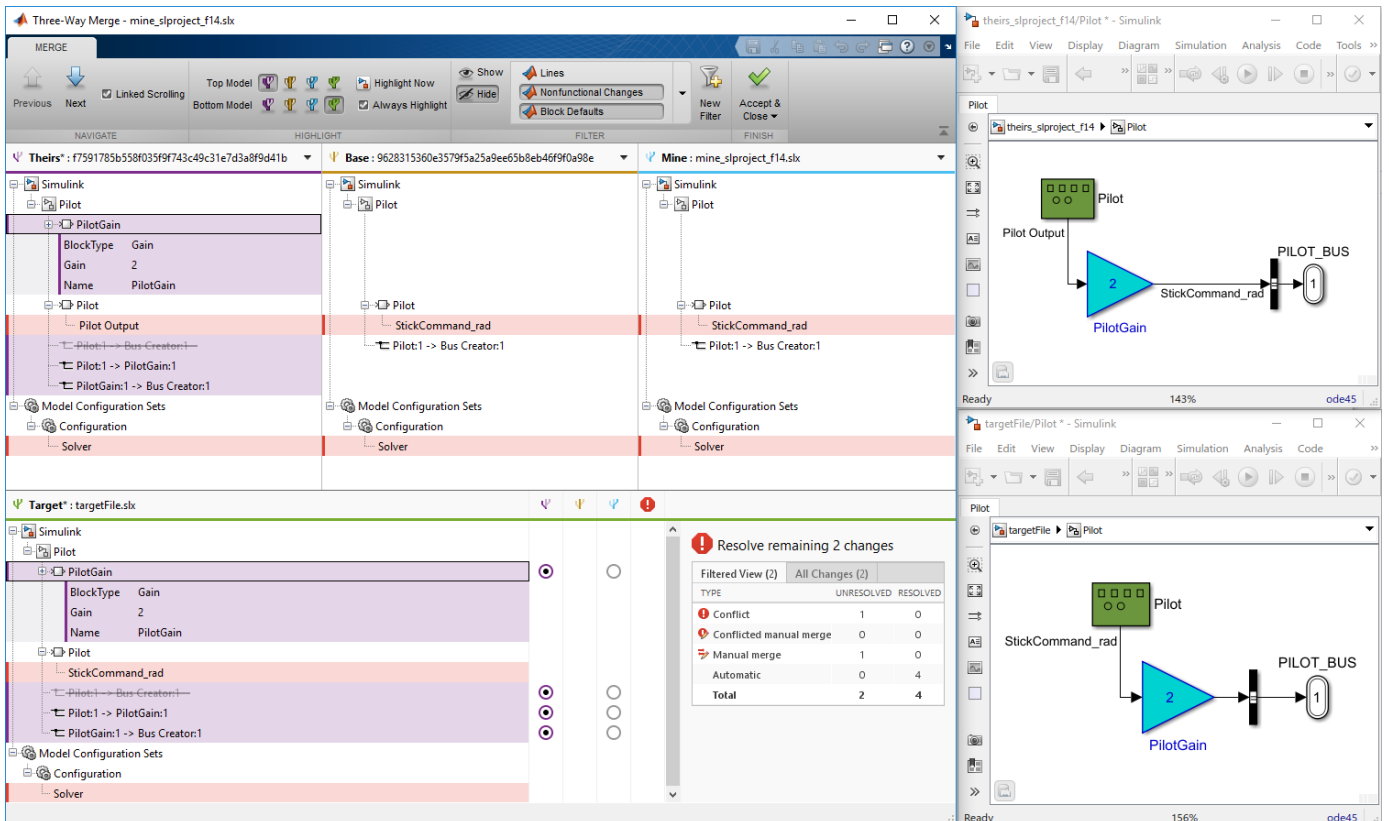 Three-Way Merge - mine_slproject_f14.slx
MERGE
Previous
Next
Linked Scrolling
NAVIGATE
Top Model
Bottom Model
Highlight Now
Always Highlight
HIGHLIGHT
Show
Hide
Lines
Nonfunctional Changes
Block Defaults
New Filter
FILTER
Accept & Close
FINISH
Theirs* : f7591785b558f035f9f743c49c31e7d3a8f9d41b
Simulink
Pilot
PilotGain
BlockType Gain
Gain 2
Name PilotGain
Pilot
Pilot Output
Pilot:1 -> Bus Creator:1
Pilot:1 -> PilotGain:1
PilotGain:1 -> Bus Creator:1
Model Configuration Sets
Configuration
Solver
Base : 9628315360e3579f5a25a9ee65b8eb46f9f0a98e
Simulink
Pilot
Pilot
StickCommand_rad
Pilot:1 -> Bus Creator:1
Model Configuration Sets
Configuration
Solver
Mine : mine_slproject_f14.slx
Simulink
Pilot
Pilot
StickCommand_rad
Pilot:1 -> Bus Creator:1
Model Configuration Sets
Configuration
Solver
Target* : targetFile.slx
Simulink
Pilot
PilotGain
BlockType Gain
Gain 2
Name PilotGain
Pilot
StickCommand_rad
Pilot:1 -> Bus Creator:1
Pilot:1 -> PilotGain:1
PilotGain:1 -> Bus Creator:1
Model Configuration Sets
Configuration
Solver
Resolve remaining 2 changes
Filtered View (2) All Changes (2)
TYPE UNRESOLVED RESOLVED
Conflict 1 0
Conflicted manual merge 0 0
Manual merge 1 0
Automatic 0 4
Total 2 4
theirs_slproject_f14/Pilot * - Simulink
File Edit View Display Diagram Simulation Analysis Code Tools »
Pilot
theirs_slproject_f14 Pilot
Pilot
Pilot Output
PILOT_BUS
2
1
StickCommand_rad
PilotGain
Ready 143% ode45
targetFile/Pilot * - Simulink
File Edit View Display Diagram Simulation Analysis Code »
Pilot
targetFile Pilot
Pilot
StickCommand_rad
PILOT_BUS
2
1
PilotGain
Ready 156% ode45